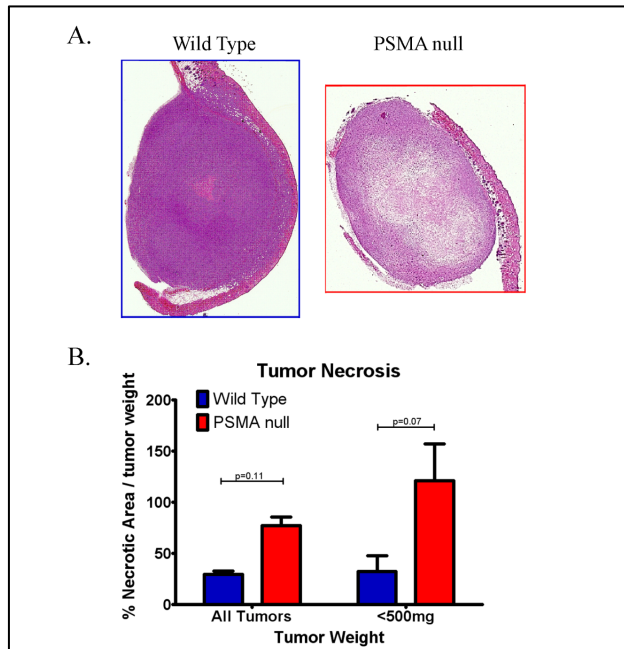 A.
Wild Type
PSMA null
B.
Tumor Necrosis
Wild Type
PSMA null
% Necrotic Area / tumor weight
200
150
100
50
0
p=0.11
p=0.07
All Tumors
<500mg
Tumor Weight